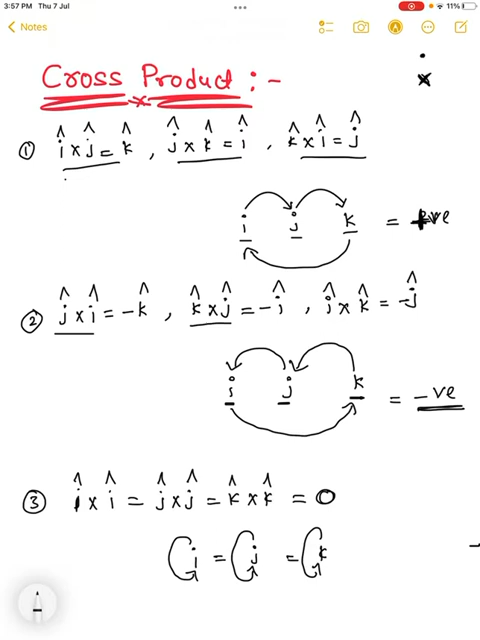 3:57 PM Thu 7 Jul 11%
Notes
Cross Product :-
① î × ĵ = k̂ , ĵ × k̂ = î , k̂ × î = ĵ
i j k = +ve
② ĵ × î = -k̂ , k̂ × ĵ = -î , î × k̂ = -ĵ
i j k = -ve
③ î × î = ĵ × ĵ = k̂ × k̂ = 0
i = j = k